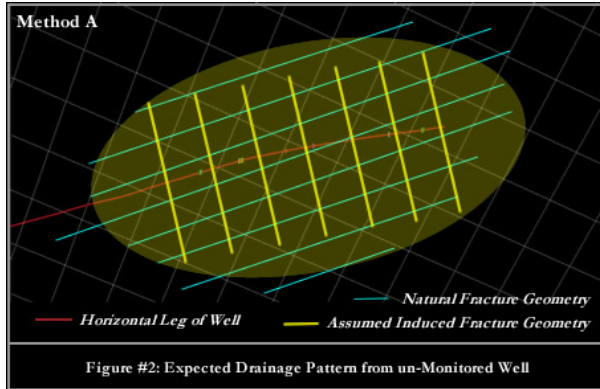 Method A
Natural Fracture Geometry
Horizontal Leg of Well
Assumed Induced Fracture Geometry
Figure #2: Expected Drainage Pattern from un-Monitored Well